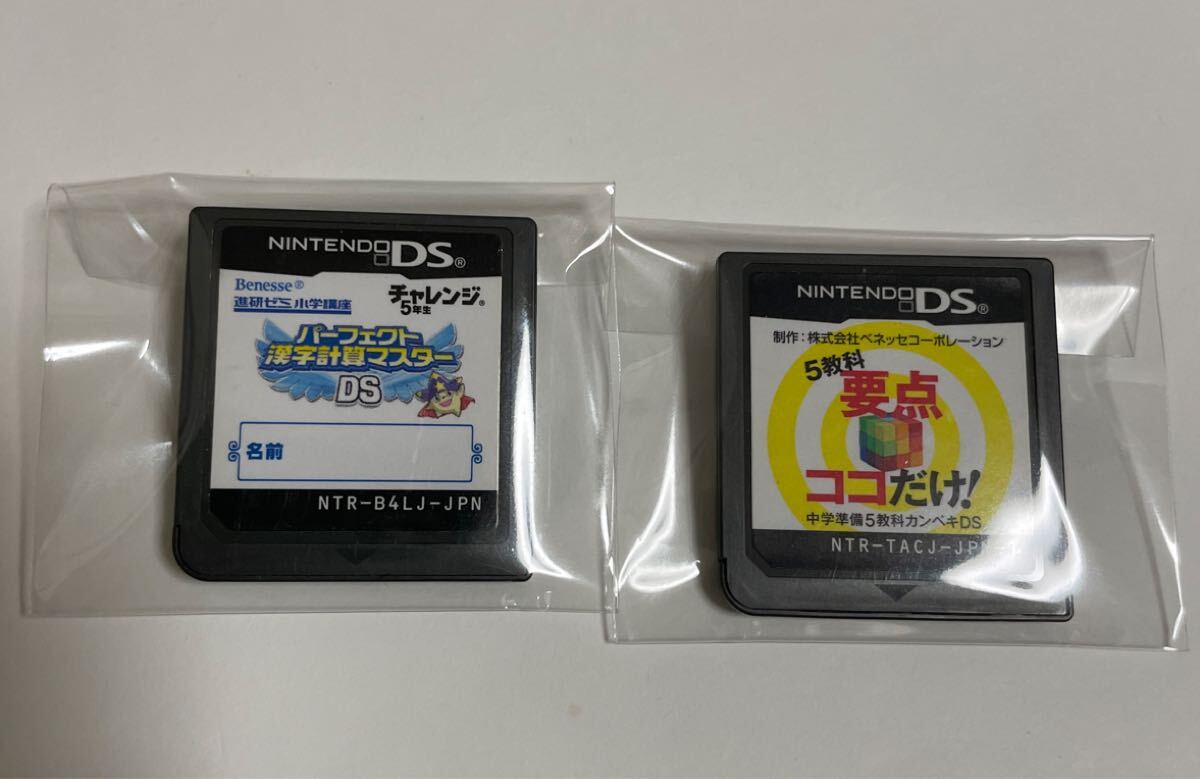 NINTENDO DS®
Benesse®
進研ゼミ 小学講座
チャレンジ®
5年生
パーフェクト
漢字計算マスター
DS
名前
NTR-B4LJ-JPN
NINTENDO DS®
制作:株式会社ベネッセコーポレーション
5教科
要点
ココだけ!
中学準備5教科カンペキDS
NTR-TACJ-JPN